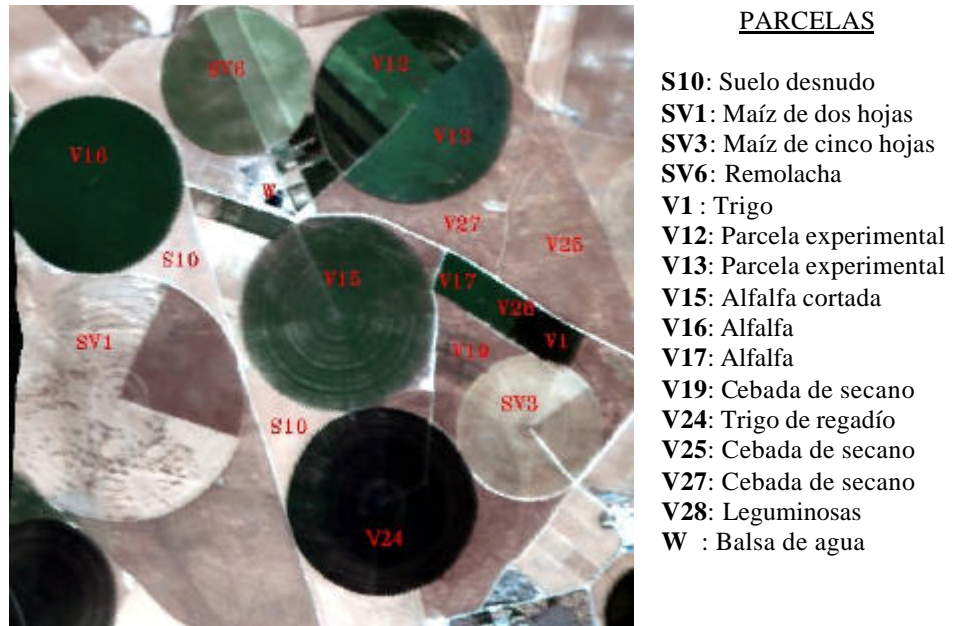 PARCELAS
S10: Suelo desnudo
SV1: Maíz de dos hojas
SV3: Maíz de cinco hojas
SV6: Remolacha
V1 : Trigo
V12: Parcela experimental
V13: Parcela experimental
V15: Alfalfa cortada
V16: Alfalfa
V17: Alfalfa
V19: Cebada de secano
V24: Trigo de regadío
V25: Cebada de secano
V27: Cebada de secano
V28: Leguminosas
W : Balsa de agua
SV6
V12
V13
V16
W
V27
V25
S10
V15
V17
V28
V1
SV1
V19
SV3
S10
V24